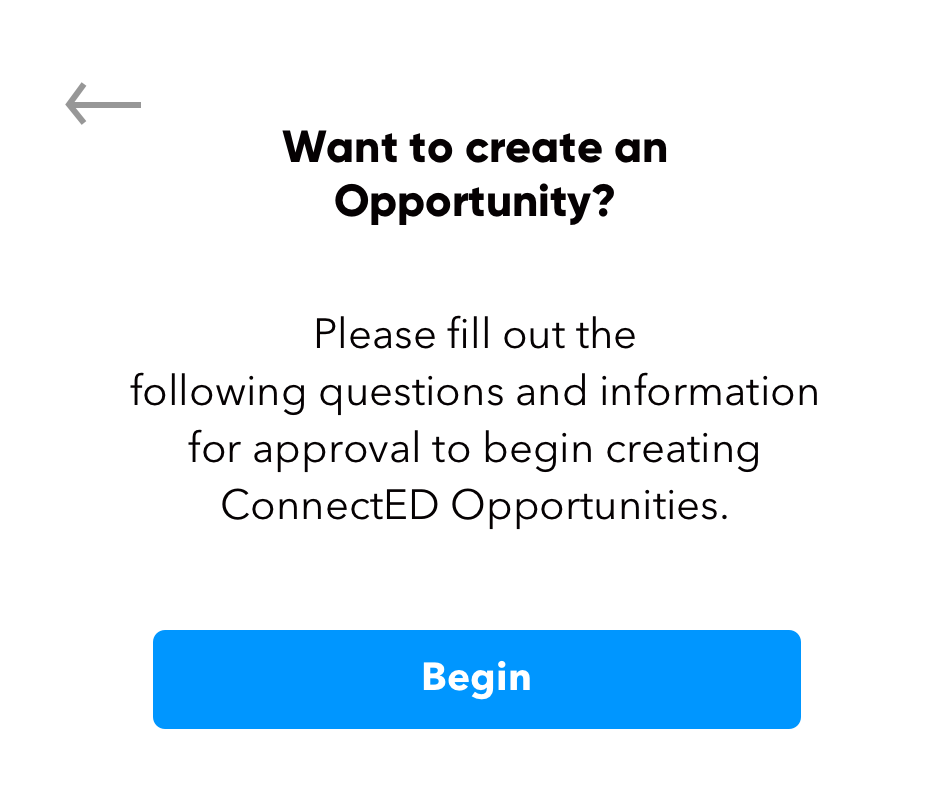 Want to create an
Opportunity?
Please fill out the
following questions and information
for approval to begin creating
ConnectED Opportunities.
Begin